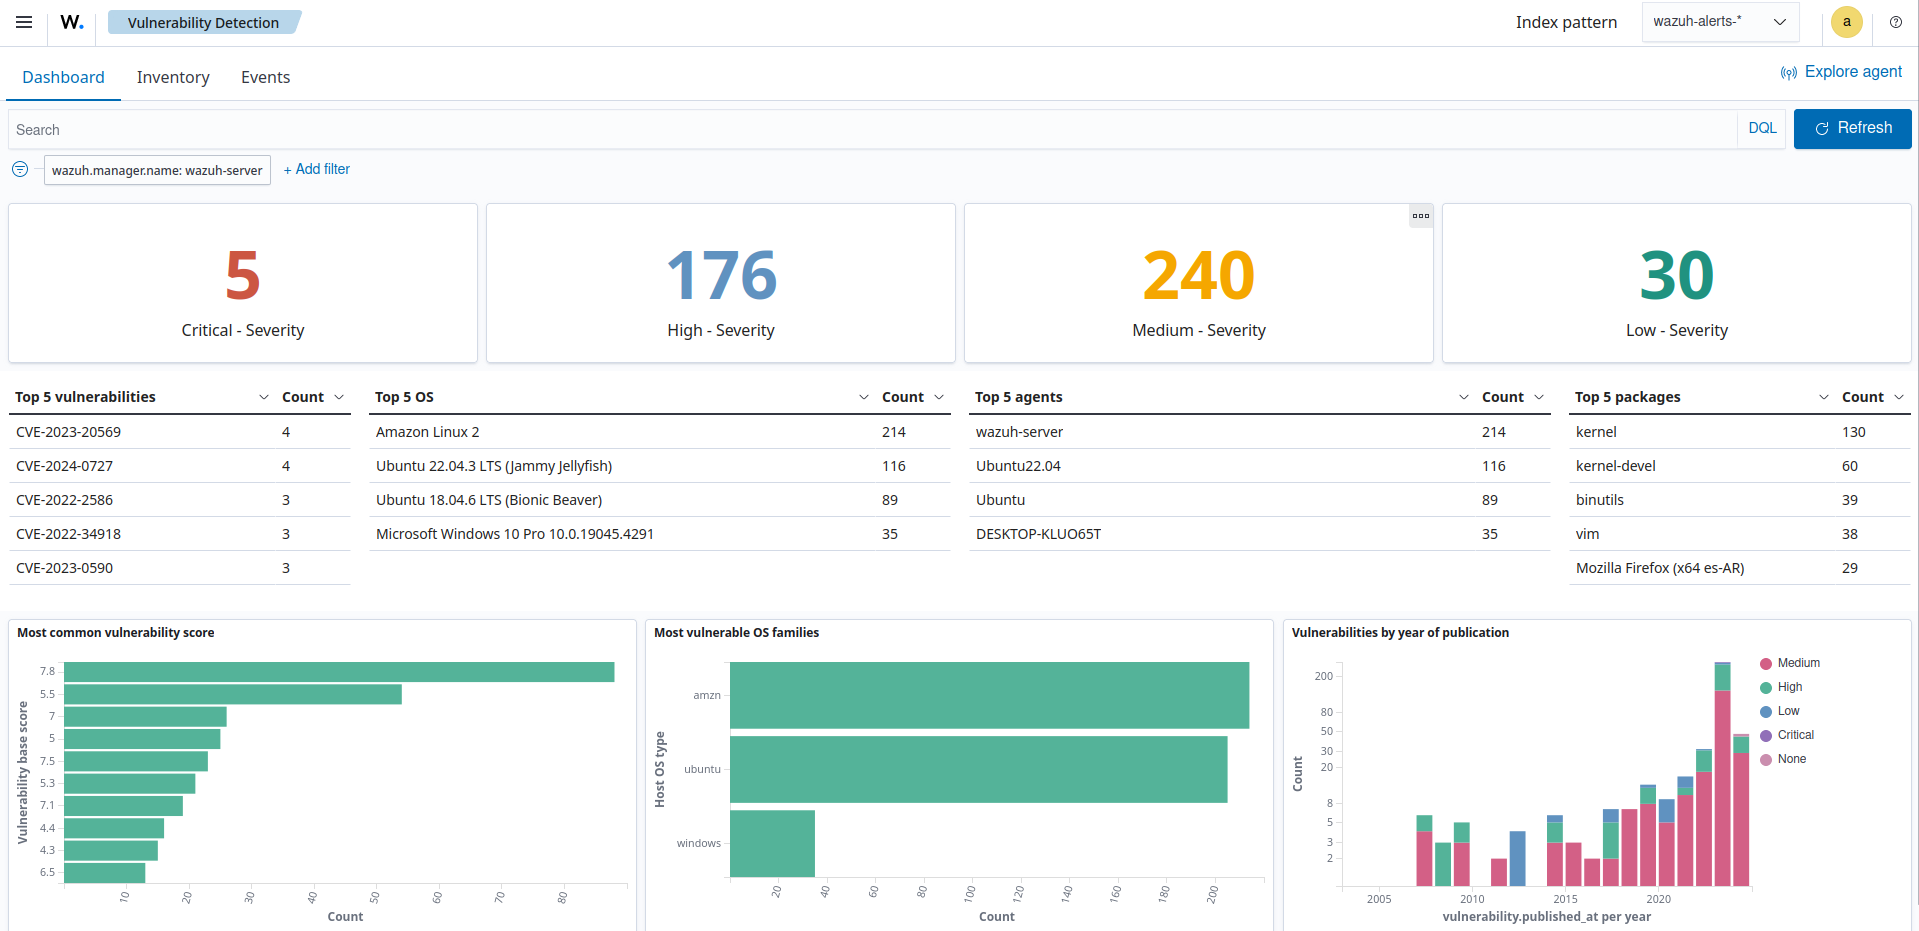 W. Vulnerability Detection Index pattern wazuh-alerts-* a
Dashboard Inventory Events Explore agent
Search DQL Refresh
wazuh.manager.name: wazuh-server + Add filter
5 176 240 30
Critical - Severity High - Severity Medium - Severity Low - Severity
Top 5 vulnerabilities Count Top 5 OS Count Top 5 agents Count Top 5 packages Count
CVE-2023-20569 4 Amazon Linux 2 214 wazuh-server 214 kernel 130
CVE-2024-0727 4 Ubuntu 22.04.3 LTS (Jammy Jellyfish) 116 Ubuntu22.04 116 kernel-devel 60
CVE-2022-2586 3 Ubuntu 18.04.6 LTS (Bionic Beaver) 89 Ubuntu 89 binutils 39
CVE-2022-34918 3 Microsoft Windows 10 Pro 10.0.19045.4291 35 DESKTOP-KLUO65T 35 vim 38
CVE-2023-0590 3 Mozilla Firefox (x64 es-AR) 29
Most common vulnerability score
Vulnerability base score
7.8
5.5
7
5
7.5
5.3
7.1
4.4
4.3
6.5
10 20 30 40 50 60 70 80
Count
Most vulnerable OS families
Host OS type
amzn
ubuntu
windows
20 40 60 80 100 120 140 160 180 200
Count
Vulnerabilities by year of publication
Count
200
80
50
30
20
8
5
3
2
2005 2010 2015 2020
vulnerability.published_at per year
Medium
High
Low
Critical
None